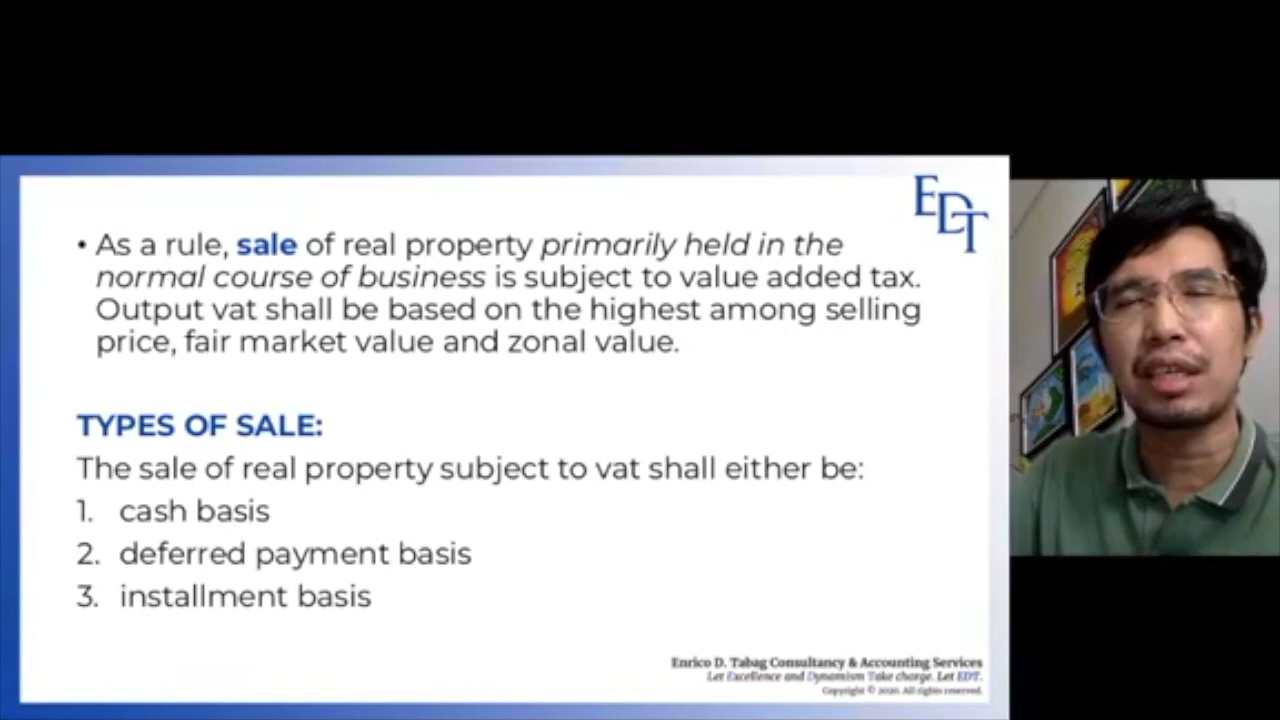 EDT
• As a rule, sale of real property primarily held in the
normal course of business is subject to value added tax.
Output vat shall be based on the highest among selling
price, fair market value and zonal value.
TYPES OF SALE:
The sale of real property subject to vat shall either be:
1. cash basis
2. deferred payment basis
3. installment basis
Enrico D. Tabag Consultancy & Accounting Services
Let Excellence and Dynamism Take charge. Let EDT.
Copyright © 2020. All rights reserved.